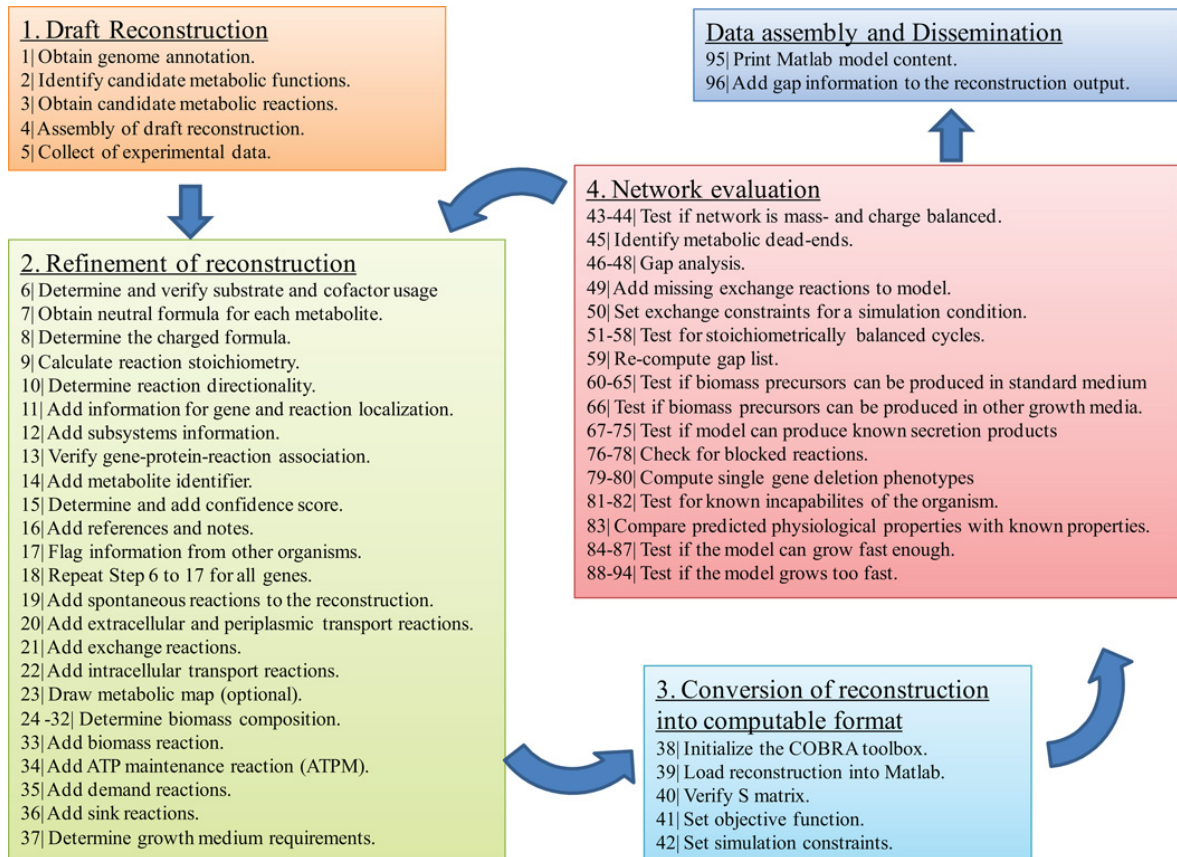 1. Draft Reconstruction
1| Obtain genome annotation.
2| Identify candidate metabolic functions.
3| Obtain candidate metabolic reactions.
4| Assembly of draft reconstruction.
5| Collect of experimental data.
2. Refinement of reconstruction
6| Determine and verify substrate and cofactor usage
7| Obtain neutral formula for each metabolite.
8| Determine the charged formula.
9| Calculate reaction stoichiometry.
10| Determine reaction directionality.
11| Add information for gene and reaction localization.
12| Add subsystems information.
13| Verify gene-protein-reaction association.
14| Add metabolite identifier.
15| Determine and add confidence score.
16| Add references and notes.
17| Flag information from other organisms.
18| Repeat Step 6 to 17 for all genes.
19| Add spontaneous reactions to the reconstruction.
20| Add extracellular and periplasmic transport reactions.
21| Add exchange reactions.
22| Add intracellular transport reactions.
23| Draw metabolic map (optional).
24 -32| Determine biomass composition.
33| Add biomass reaction.
34| Add ATP maintenance reaction (ATPM).
35| Add demand reactions.
36| Add sink reactions.
37| Determine growth medium requirements.
3. Conversion of reconstruction
into computable format
38| Initialize the COBRA toolbox.
39| Load reconstruction into Matlab.
40| Verify S matrix.
41| Set objective function.
42| Set simulation constraints.
4. Network evaluation
43-44| Test if network is mass- and charge balanced.
45| Identify metabolic dead-ends.
46-48| Gap analysis.
49| Add missing exchange reactions to model.
50| Set exchange constraints for a simulation condition.
51-58| Test for stoichiometrically balanced cycles.
59| Re-compute gap list.
60-65| Test if biomass precursors can be produced in standard medium
66| Test if biomass precursors can be produced in other growth media.
67-75| Test if model can produce known secretion products
76-78| Check for blocked reactions.
79-80| Compute single gene deletion phenotypes
81-82| Test for known incapabilites of the organism.
83| Compare predicted physiological properties with known properties.
84-87| Test if the model can grow fast enough.
88-94| Test if the model grows too fast.
Data assembly and Dissemination
95| Print Matlab model content.
96| Add gap information to the reconstruction output.